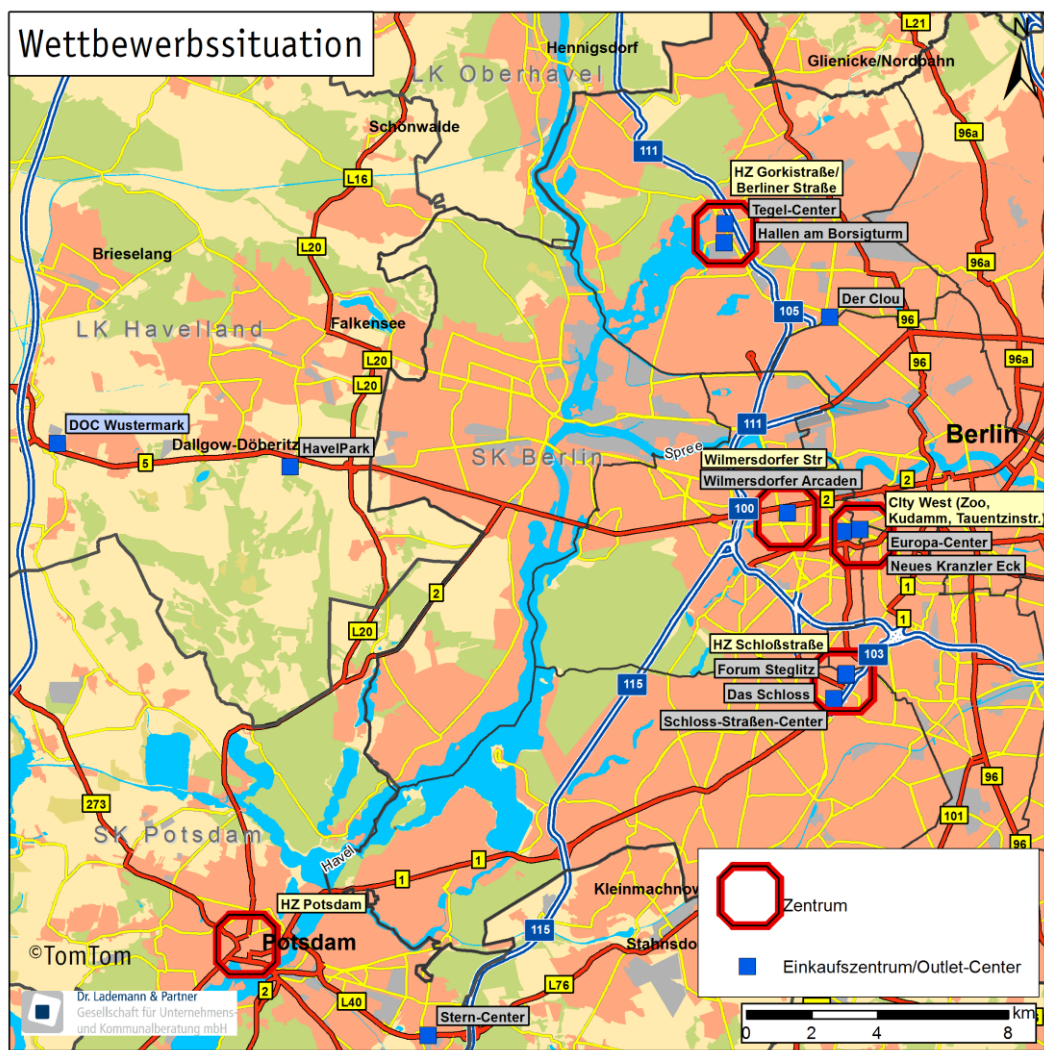 Wettbewerbssituation
Hennigsdorf
L21
Glienicke/Nordbahn
N
LK Oberhavel
Schönwalde
96a
111
L16
HZ Gorkistraße/
Berliner Straße
Tegel-Center
Hallen am Borsigturm
L20
Brieselang
96a
Der Clou
LK Havelland
Falkensee
105
96
L20
96
96a
L20
DOC Wustermark
111
Dallgow-Döberitz
HavelPark
Berlin
5
SK Berlin
Spree
Wilmersdorfer Str
Wilmersdorfer Arcaden
2
2
100
City West (Zoo,
Kudamm, Tauentzinstr.)
Europa-Center
Neues Kranzler Eck
2
1
1
L20
HZ Schloßstraße
103
Forum Steglitz
115
Das Schloss
Schloss-Straßen-Center
96
273
101
SK Potsdam
96
Havel
1
1
Kleinmachnow
HZ Potsdam
Zentrum
115
Potsdam
Stahnsdo
©TomTom
Einkaufszentrum/Outlet-Center
L76
2
L40
Dr. Lademann & Partner
Gesellschaft für Unternehmens-
und Kommunalberatung mbH
Stern-Center
km
0 2 4 8